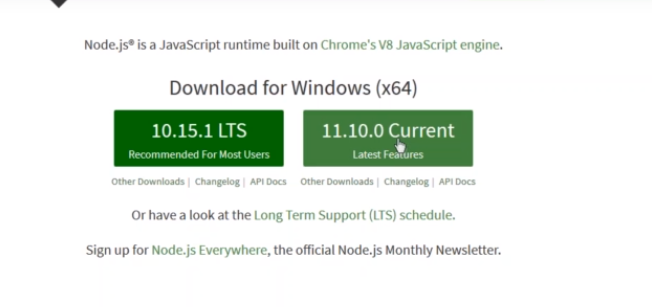 Node.js® is a JavaScript runtime built on Chrome's V8 JavaScript engine.
Download for Windows (x64)
10.15.1 LTS
Recommended For Most Users
11.10.0 Current
Latest Features
Other Downloads | Changelog | API Docs
Other Downloads | Changelog | API Docs
Or have a look at the Long Term Support (LTS) schedule.
Sign up for Node.js Everywhere, the official Node.js Monthly Newsletter.